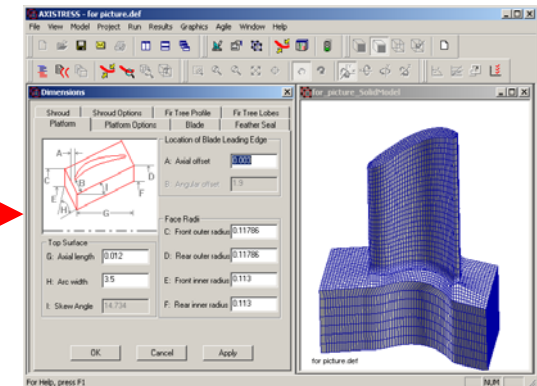 AXISTRESS - for picture.def
File View Model Project Run Results Graphics Agile Window Help
Dimensions
Shroud Shroud Options Fir Tree Profile Fir Tree Lobes
Platform Platform Options Blade Feather Seal
A
C
B
D
E
I
F
H
G
Location of Blade Leading Edge
A: Axial offset 0.003
B: Angular offset 1.9
Face Radii
C: Front outer radius 0.11786
D: Rear outer radius 0.11786
E: Front inner radius 0.113
F: Rear inner radius 0.113
Top Surface
G: Axial length 0.012
H: Arc width 3.5
I: Skew Angle 14.734
OK Cancel Apply
for_picture_SolidModel
for picture.def
For Help, press F1
NUM